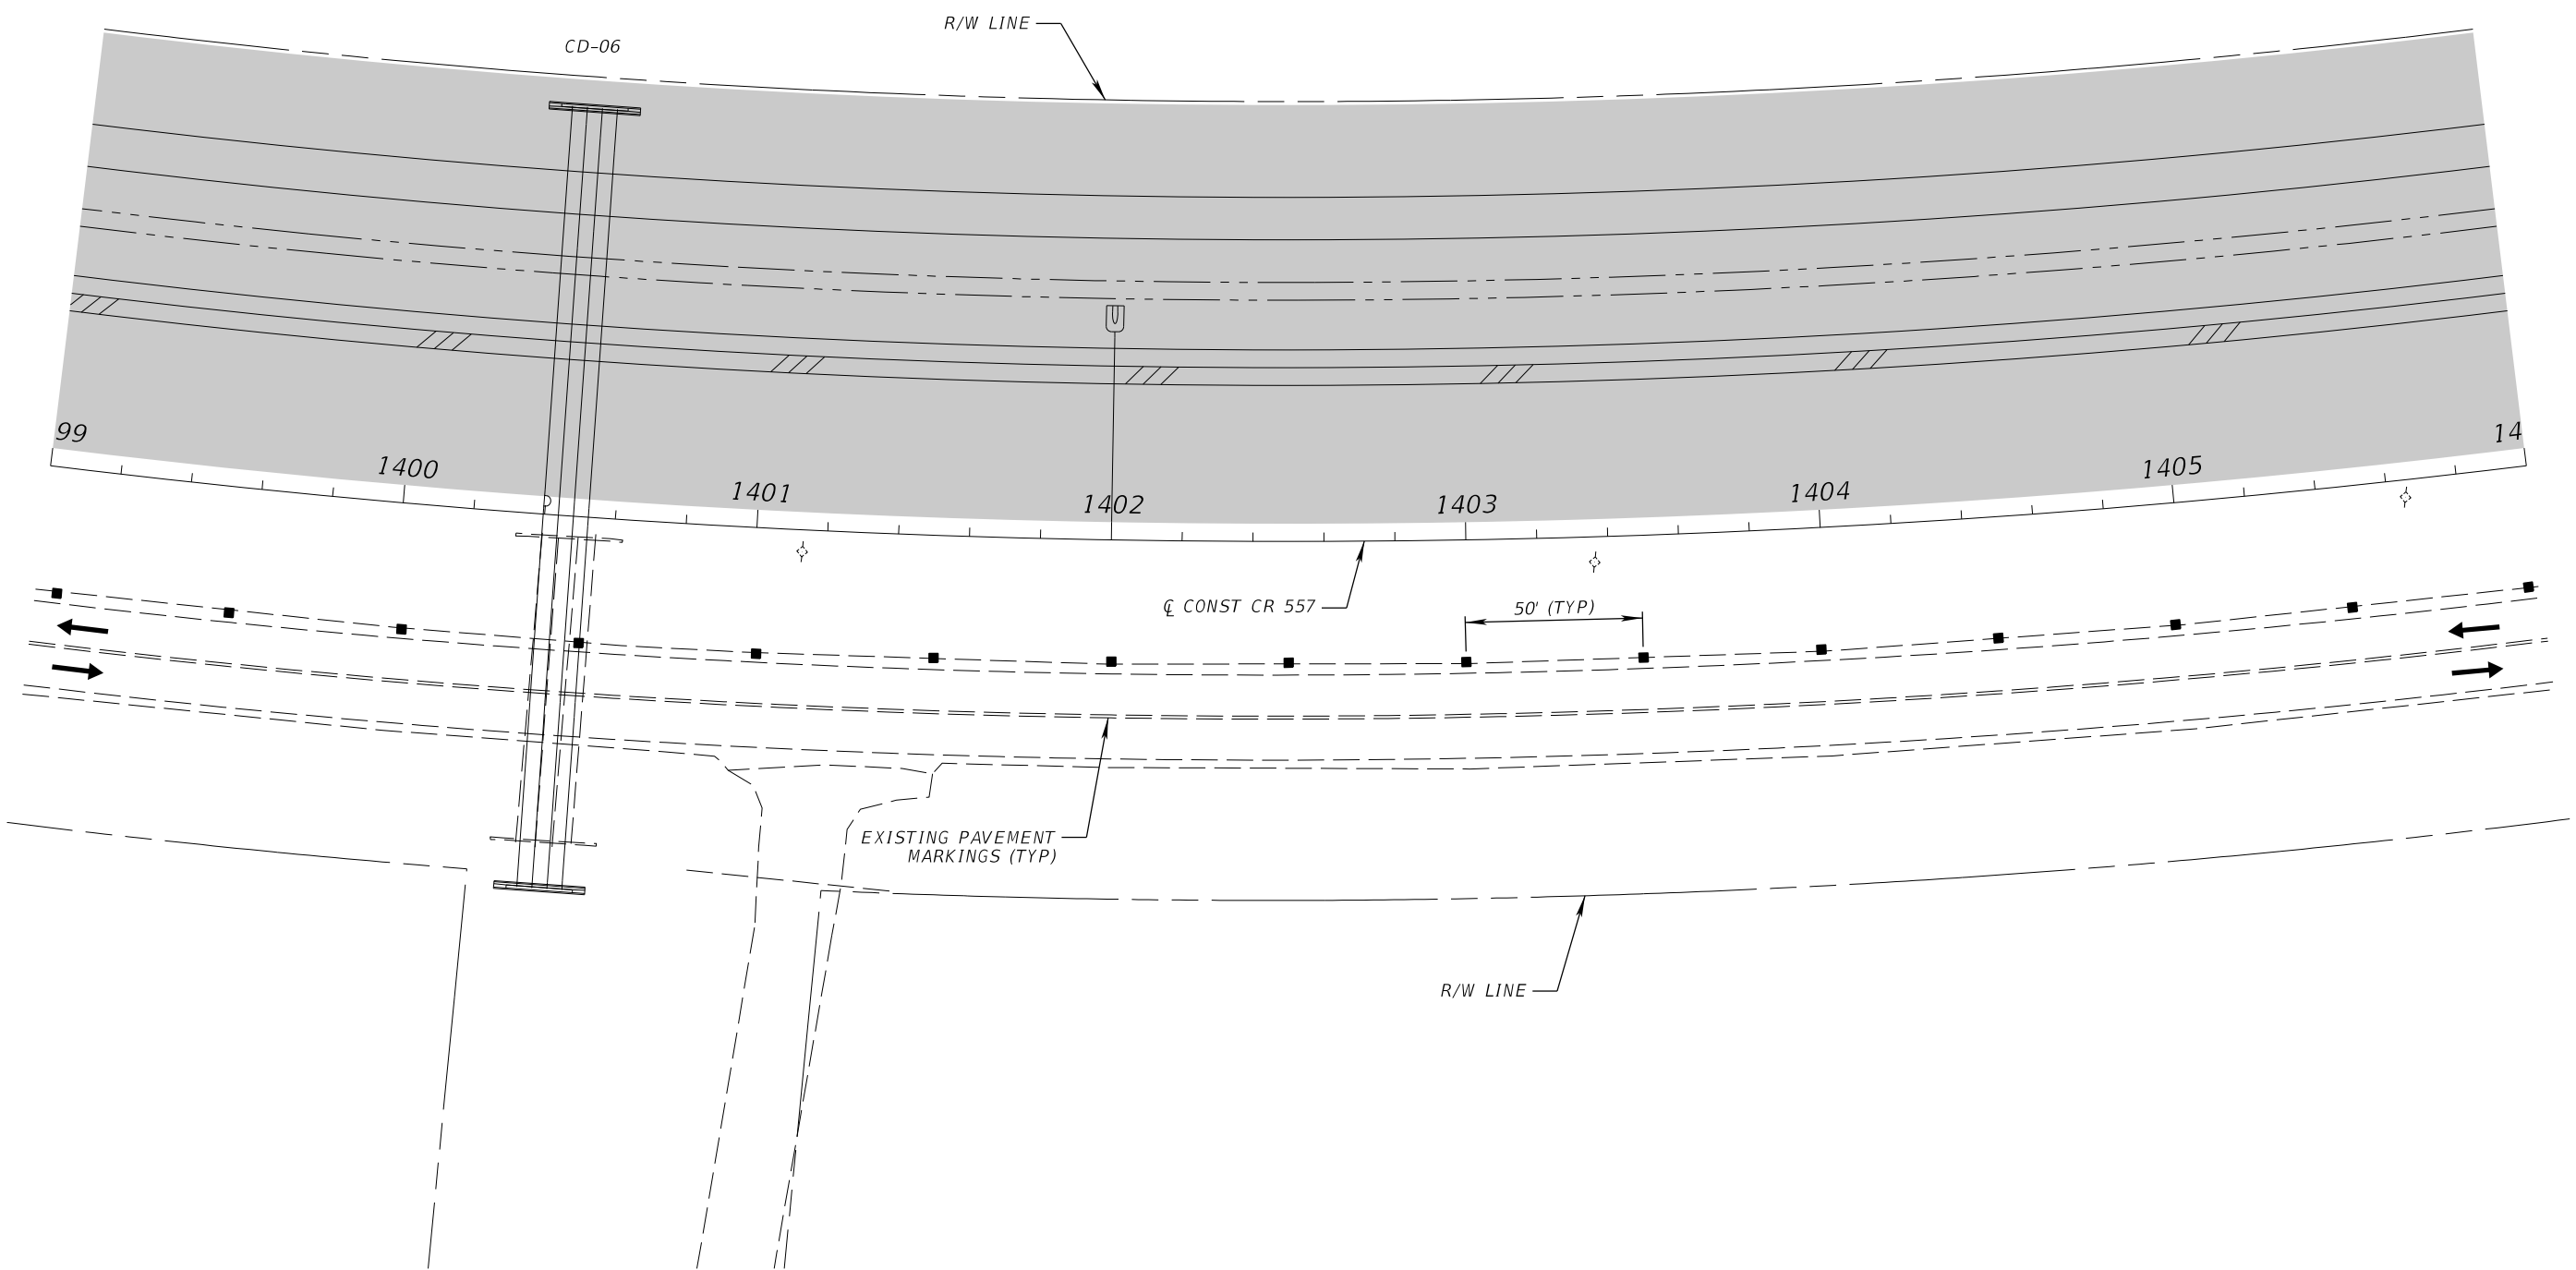 R/W LINE
CD-06
99
1400
1401
1402
1403
1404
1405
14
℄ CONST CR 557
50' (TYP)
EXISTING PAVEMENT
MARKINGS (TYP)
R/W LINE